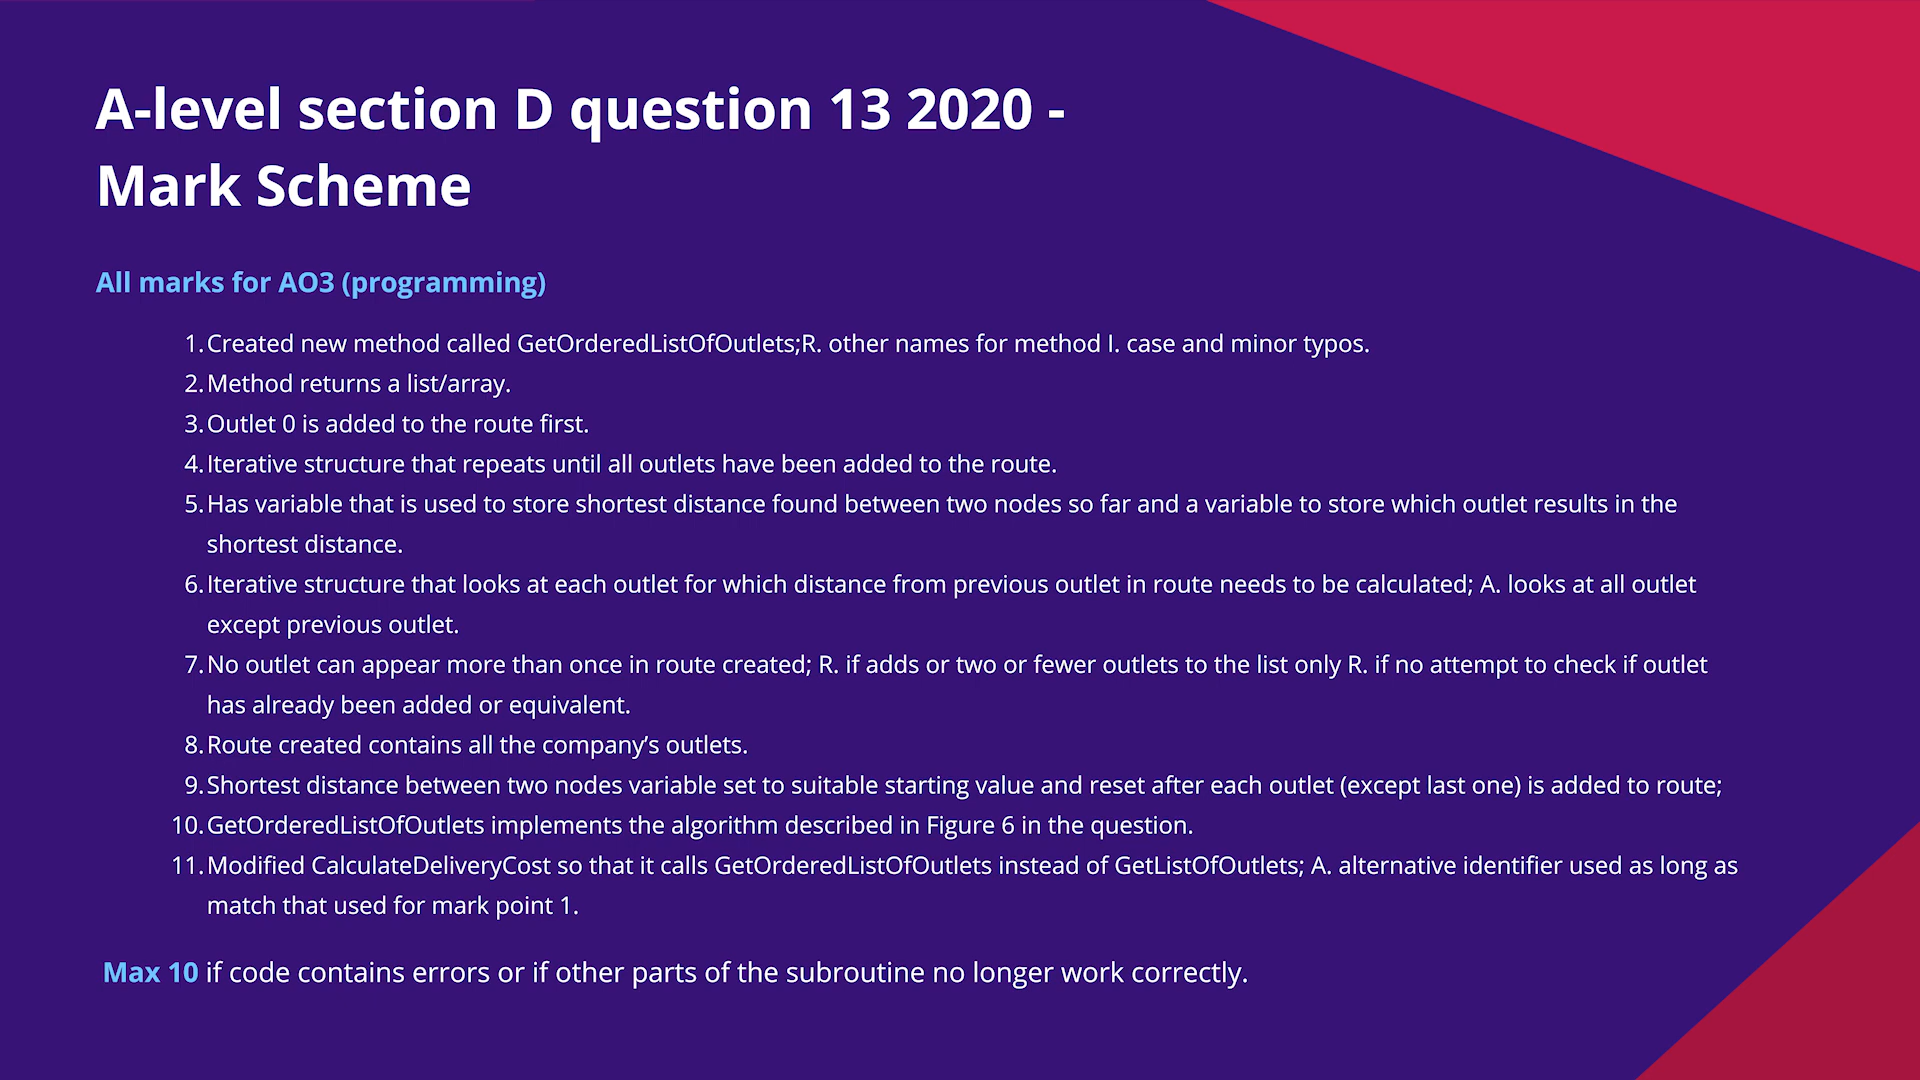 A-level section D question 13 2020 -
Mark Scheme
All marks for AO3 (programming)
1. Created new method called GetOrderedListOfOutlets;R. other names for method I. case and minor typos.
2. Method returns a list/array.
3. Outlet 0 is added to the route first.
4. Iterative structure that repeats until all outlets have been added to the route.
5. Has variable that is used to store shortest distance found between two nodes so far and a variable to store which outlet results in the
shortest distance.
6. Iterative structure that looks at each outlet for which distance from previous outlet in route needs to be calculated; A. looks at all outlet
except previous outlet.
7. No outlet can appear more than once in route created; R. if adds or two or fewer outlets to the list only R. if no attempt to check if outlet
has already been added or equivalent.
8. Route created contains all the company’s outlets.
9. Shortest distance between two nodes variable set to suitable starting value and reset after each outlet (except last one) is added to route;
10. GetOrderedListOfOutlets implements the algorithm described in Figure 6 in the question.
11. Modified CalculateDeliveryCost so that it calls GetOrderedListOfOutlets instead of GetListOfOutlets; A. alternative identifier used as long as
match that used for mark point 1.
Max 10 if code contains errors or if other parts of the subroutine no longer work correctly.